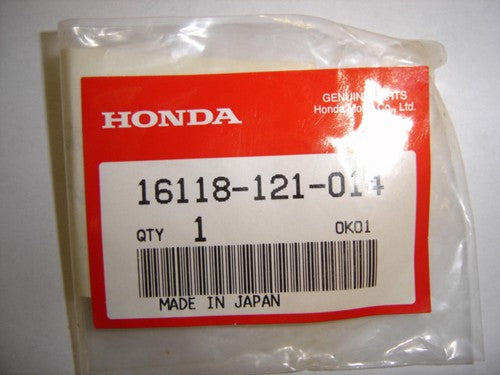 HONDA
GENUINE PARTS
Honda Motor Co., Ltd.
16118-121-014
QTY 1 OK01
MADE IN JAPAN